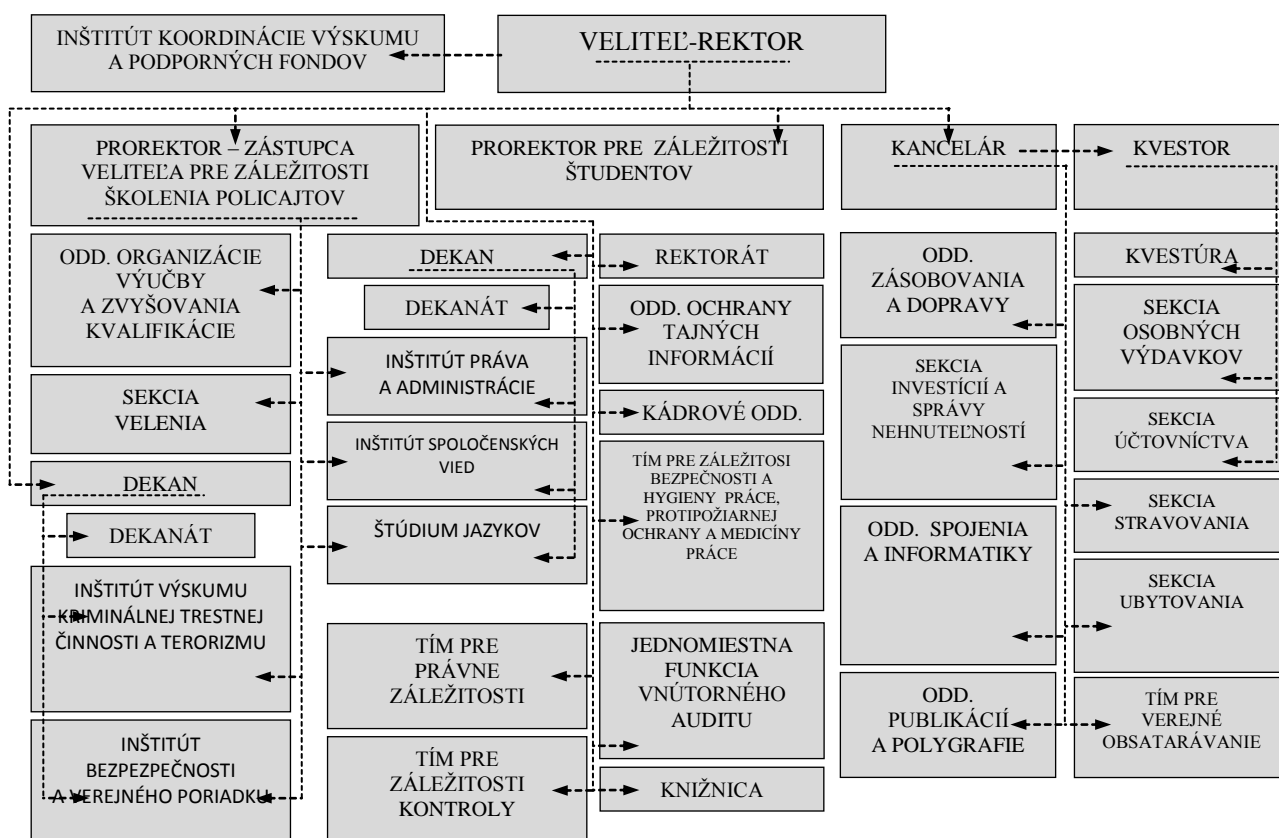 INŠTITÚT KOORDINÁCIE VÝSKUMU
A PODPORNÝCH FONDOV
VELITEĽ-REKTOR
PROREKTOR – ZÁSTUPCA
VELITEĽA PRE ZÁLEŽITOSTI
ŠKOLENIA POLICAJTOV
PROREKTOR PRE ZÁLEŽITOSTI
ŠTUDENTOV
KANCELÁR
KVESTOR
ODD. ORGANIZÁCIE
VÝUČBY
A ZVYŠOVANIA
KVALIFIKÁCIE
SEKCIA
VELENIA
DEKAN
DEKANÁT
INŠTITÚT VÝSKUMU
KRIMINÁLNEJ TRESTNEJ
ČINNOSTI A TERORIZMU
INŠTITÚT
BEZPEZPEČNOSTI
A VEREJNÉHO PORIADKU
DEKAN
DEKANÁT
INŠTITÚT PRÁVA
A ADMINISTRÁCIE
INŠTITÚT SPOLOČENSKÝCH
VIED
ŠTÚDIUM JAZYKOV
TÍM PRE
PRÁVNE
ZÁLEŽITOSTI
TÍM PRE
ZÁLEŽITOSTI
KONTROLY
REKTORÁT
ODD. OCHRANY
TAJNÝCH
INFORMÁCIÍ
KÁDROVÉ ODD.
TÍM PRE ZÁLEŽITOSI
BEZPEČNOSTI A
HYGIENY PRÁCE,
PROTIPOŽIARNEJ
OCHRANY A MEDICÍNY
PRÁCE
JEDNOMIESTNA
FUNKCIA
VNÚTORNÉHO
AUDITU
KNIŽNICA
ODD.
ZÁSOBOVANIA
A DOPRAVY
SEKCIA
INVESTÍCIÍ A
SPRÁVY
NEHNUTEĽNOSTÍ
ODD. SPOJENIA
A INFORMATIKY
ODD.
PUBLIKÁCIÍ
A POLYGRAFIE
KVESTÚRA
SEKCIA
OSOBNÝCH
VÝDAVKOV
SEKCIA
ÚČTOVNÍCTVA
SEKCIA
STRAVOVANIA
SEKCIA
UBYTOVANIA
TÍM PRE
VEREJNÉ
OBSATARÁVANIE